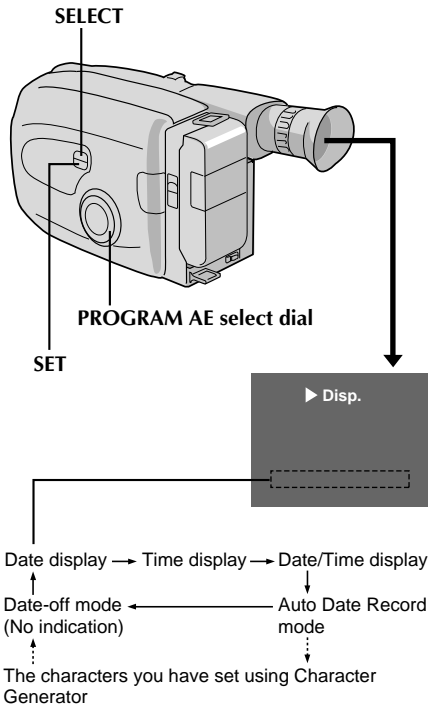 SELECT
PROGRAM AE select dial
SET
Disp.
Date display
Time display
Date/Time display
Date-off mode
(No indication)
Auto Date Record
mode
The characters you have set using Character
Generator